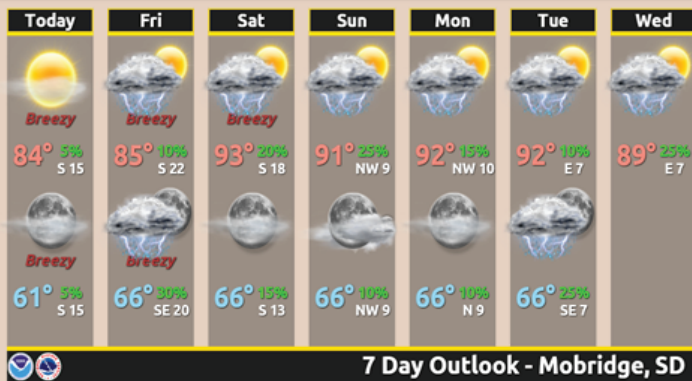 Today Fri Sat Sun Mon Tue Wed
Breezy Breezy Breezy
84° 5% 85° 10% 93° 20% 91° 25% 92° 15% 92° 10% 89° 25%
S 15 S 22 S 18 NW 9 NW 10 E 7 E 7
Breezy Breezy
61° 5% 66° 30% 66° 15% 66° 10% 66° 10% 66° 25%
S 15 SE 20 S 13 NW 9 N 9 SE 7
7 Day Outlook - Mobridge, SD